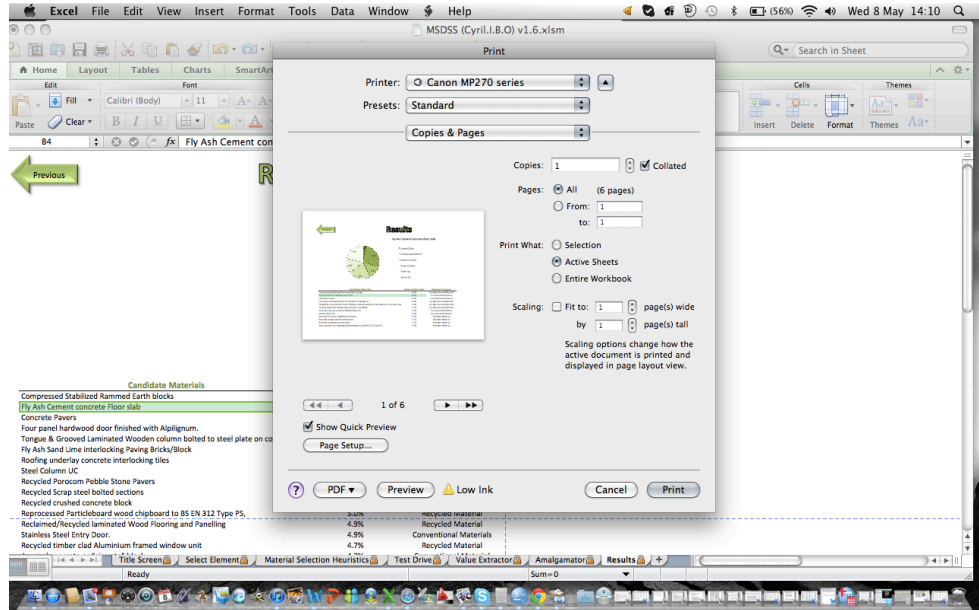 Excel File Edit View Insert Format Tools Data Window Help (56%) Wed 8 May 14:10
MSDSS (Cyril.I.B.O) v1.6.xlsm
Search in Sheet
Home Layout Tables Charts SmartArt
Edit Font Cells Themes
Fill Calibri (Body) 11
Paste Clear B I U Insert Delete Format Themes Aa
B4 fx Fly Ash Cement con
Previous
R
Print
Printer: Canon MP270 series
Presets: Standard
Copies & Pages
Copies: 1 Collated
Pages: All (6 pages)
From: 1
to: 1
Print What: Selection
Active Sheets
Entire Workbook
Scaling: Fit to: 1 page(s) wide
by 1 page(s) tall
Scaling options change how the
active document is printed and
displayed in page layout view.
Results
1 of 6
Show Quick Preview
Page Setup...
? PDF Preview Low Ink Cancel Print
Candidate Materials
Compressed Stabilized Rammed Earth blocks
Fly Ash Cement concrete Floor slab
Concrete Pavers
Four panel hardwood door finished with Alpilignum.
Tongue & Grooved Laminated Wooden column bolted to steel plate on co
Fly Ash Sand Lime interlocking Paving Bricks/Block
Roofing underlay concrete interlocking tiles
Steel Column UC
Recycled Porocom Pebble Stone Pavers
Recycled Scrap steel bolted sections
Recycled crushed concrete block
Reprocessed Particleboard wood chipboard to BS EN 312 Type P5, 5.0% Recycled Material
Reclaimed/Recycled laminated Wood Flooring and Panelling 4.9% Recycled Material
Stainless Steel Entry Door. 4.9% Conventional Materials
Recycled timber clad Aluminium framed window unit 4.7% Recycled Material
Title Screen Select Element Material Selection Heuristics Test Drive Value Extractor Amalgamator Results +
Ready Sum=0